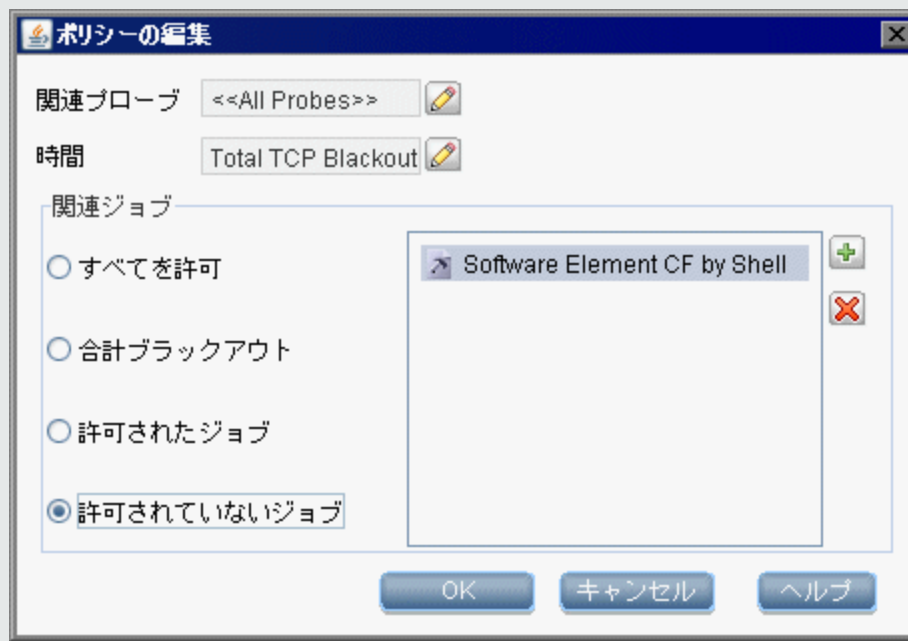 ポリシーの編集
関連プローブ <<All Probes>>
時間 Total TCP Blackout
関連ジョブ
すべてを許可
Software Element CF by Shell
合計ブラックアウト
許可されたジョブ
許可されていないジョブ
OK キャンセル ヘルプ